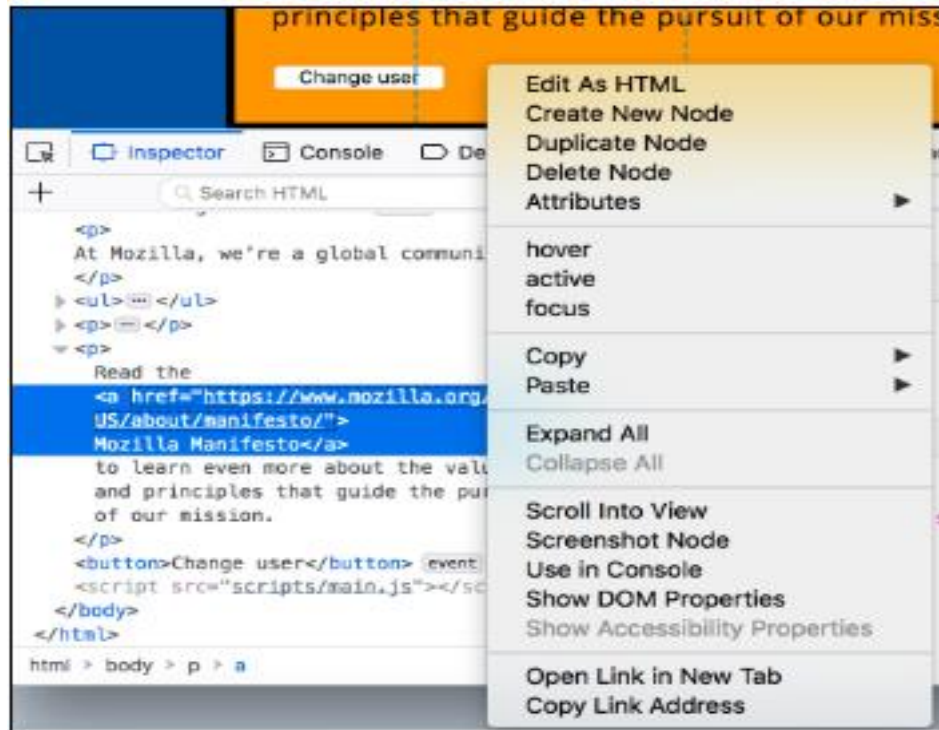 principles that guide the pursuit of our miss
Change user
Inspector Console De
Search HTML
<p>
At Mozilla, we're a global communi
</p>
<ul> ⋯ </ul>
<p> ⋯ </p>
<p>
Read the
<a href="https://www.mozilla.org/
US/about/manifesto/">
Mozilla Manifesto</a>
to learn even more about the valu
and principles that guide the pur
of our mission.
</p>
<button>Change user</button> event
<script src="scripts/main.js"></sc
</body>
</html>
html > body > p > a
Edit As HTML
Create New Node
Duplicate Node
Delete Node
Attributes
hover
active
focus
Copy
Paste
Expand All
Collapse All
Scroll Into View
Screenshot Node
Use in Console
Show DOM Properties
Show Accessibility Properties
Open Link in New Tab
Copy Link Address